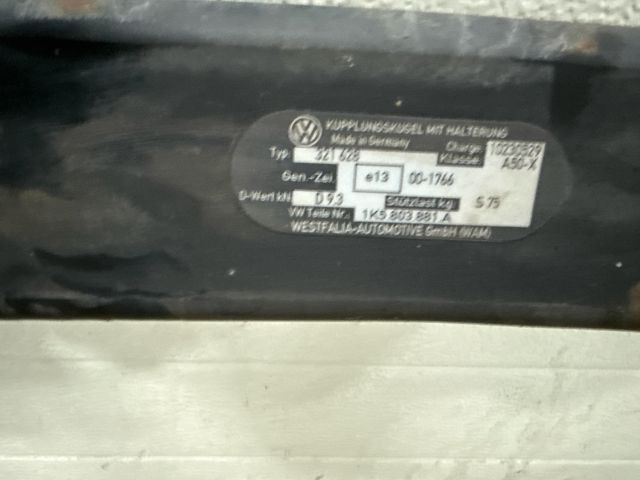 KUPPLUNGSKUGEL MIT HALTERUNG
Made in Germany
Charge T0230829
Typ 321 628 Klasse A50-X
Gen.-Zei. e13 00-1766
D-Wert kN D 9.3 Stützlast kg S 75
VW Teile Nr. 1K5 803 881 A
WESTFALIA-AUTOMOTIVE GmbH (WAM)